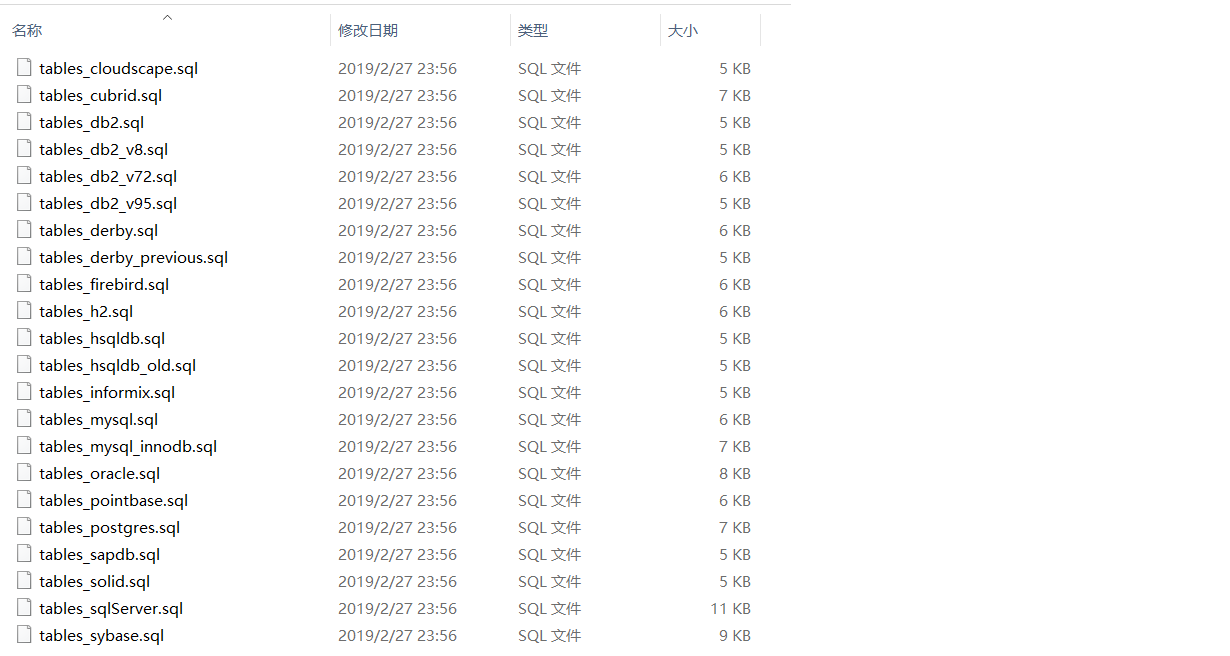 名称 修改日期 类型 大小
tables_cloudscape.sql 2019/2/27 23:56 SQL 文件 5 KB
tables_cubrid.sql 2019/2/27 23:56 SQL 文件 7 KB
tables_db2.sql 2019/2/27 23:56 SQL 文件 5 KB
tables_db2_v8.sql 2019/2/27 23:56 SQL 文件 5 KB
tables_db2_v72.sql 2019/2/27 23:56 SQL 文件 6 KB
tables_db2_v95.sql 2019/2/27 23:56 SQL 文件 5 KB
tables_derby.sql 2019/2/27 23:56 SQL 文件 6 KB
tables_derby_previous.sql 2019/2/27 23:56 SQL 文件 5 KB
tables_firebird.sql 2019/2/27 23:56 SQL 文件 6 KB
tables_h2.sql 2019/2/27 23:56 SQL 文件 6 KB
tables_hsqldb.sql 2019/2/27 23:56 SQL 文件 5 KB
tables_hsqldb_old.sql 2019/2/27 23:56 SQL 文件 5 KB
tables_informix.sql 2019/2/27 23:56 SQL 文件 5 KB
tables_mysql.sql 2019/2/27 23:56 SQL 文件 6 KB
tables_mysql_innodb.sql 2019/2/27 23:56 SQL 文件 7 KB
tables_oracle.sql 2019/2/27 23:56 SQL 文件 8 KB
tables_pointbase.sql 2019/2/27 23:56 SQL 文件 6 KB
tables_postgres.sql 2019/2/27 23:56 SQL 文件 7 KB
tables_sapdb.sql 2019/2/27 23:56 SQL 文件 5 KB
tables_solid.sql 2019/2/27 23:56 SQL 文件 5 KB
tables_sqlServer.sql 2019/2/27 23:56 SQL 文件 11 KB
tables_sybase.sql 2019/2/27 23:56 SQL 文件 9 KB